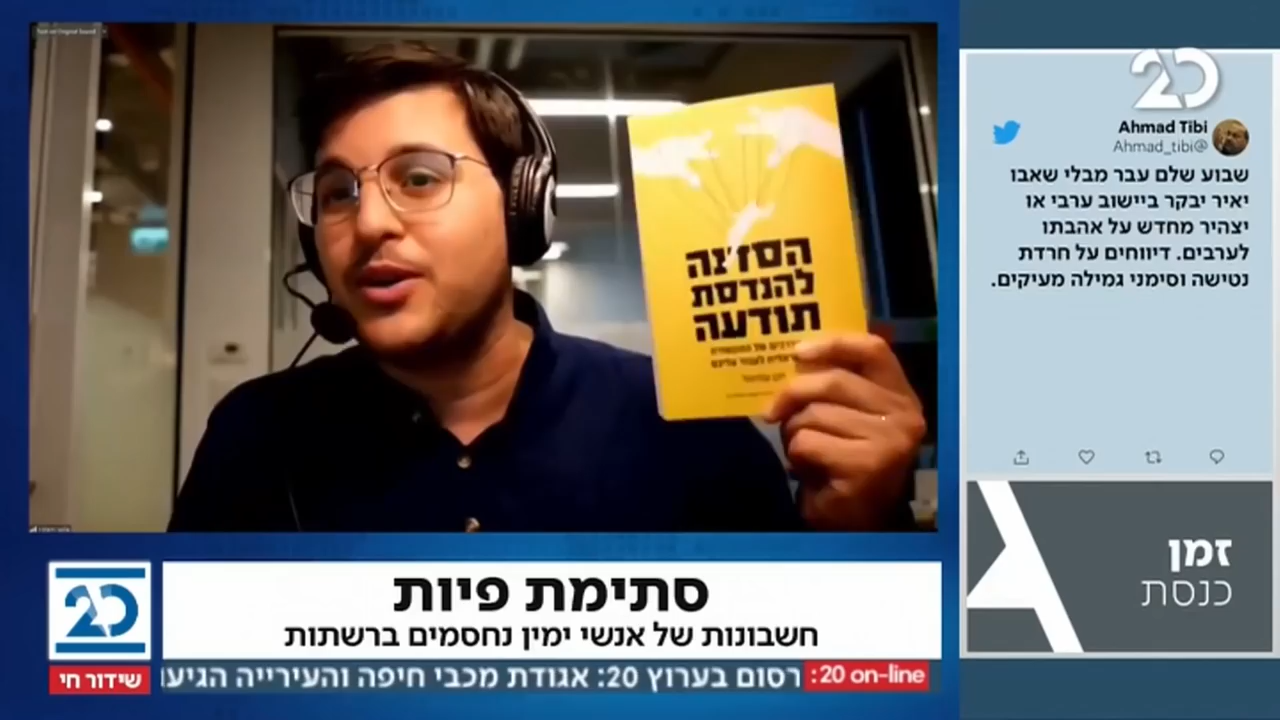 20
Ahmad Tibi
Ahmad_tibi@
שבוע שלם עבר מבלי שאבו
יאיר יבקר ביישוב ערבי או
יצהיר מחדש על אהבתו
לערבים. דיווחים על חרדת
נטישה וסימני גמילה מעיקים.
הסז'נה
להנדסת
תודעה
זמן
כנסת
20
סתימת פיות
חשבונות של אנשי ימין נחסמים ברשתות
שידור חי
20 on-line: רסום בערוץ 20: אגודת מכבי חיפה והעירייה הגיעו